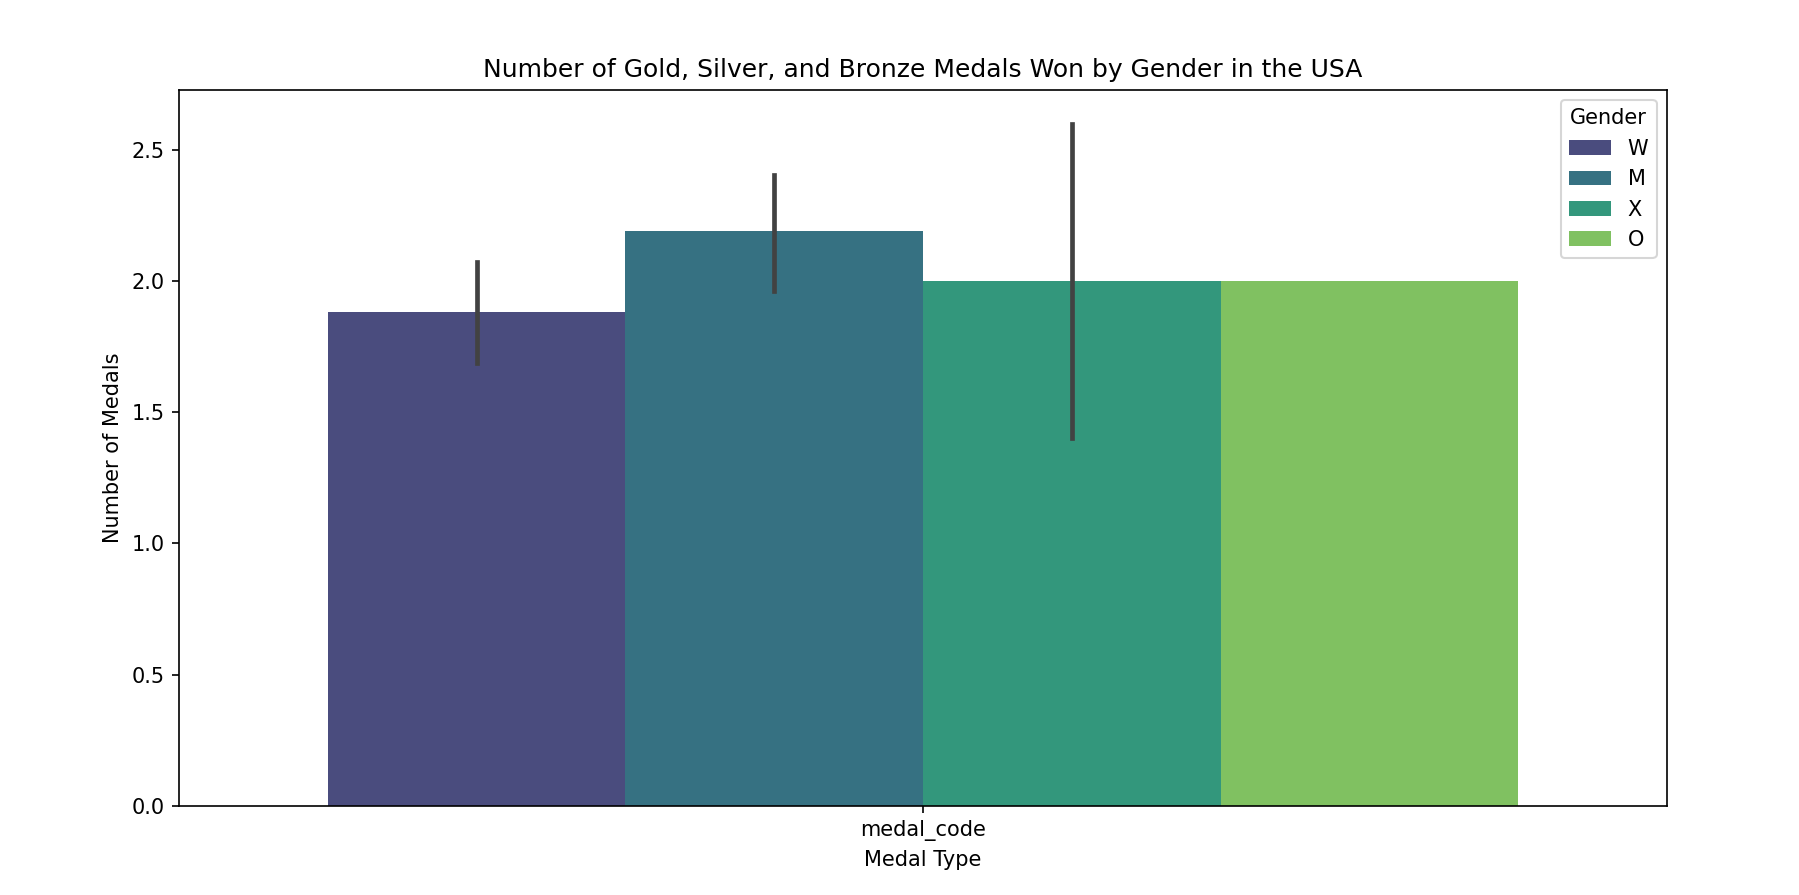 Number of Gold, Silver, and Bronze Medals Won by Gender in the USA
Gender
W
M
X
O
Number of Medals
2.5
2.0
1.5
1.0
0.5
0.0
medal_code
Medal Type